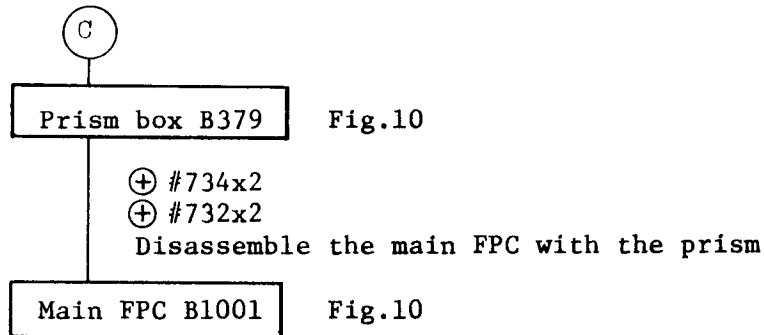 C
Prism box B379 Fig.10
⊕ #734x2
⊕ #732x2
Disassemble the main FPC with the prism
Main FPC B1001 Fig.10